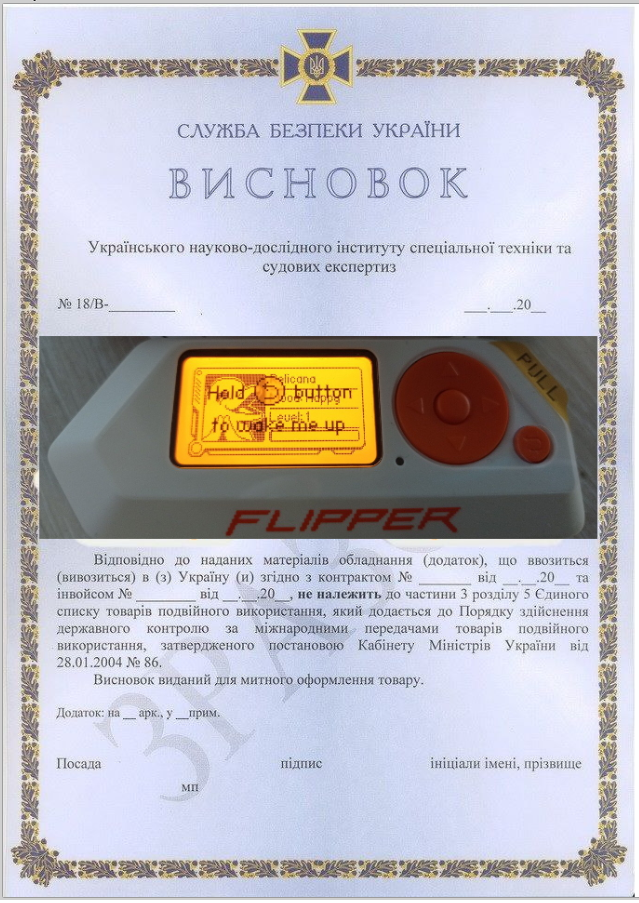 СЛУЖБА БЕЗПЕКИ УКРАЇНИ
ВИСНОВОК
Українського науково-дослідного інституту спеціальної техніки та
судових експертиз
№ 18/В-_________ ___.___.20__
Pelicana
Hold button
Happy
Level:1
to wake me up
PULL
FLIPPER
Відповідно до наданих матеріалів обладнання (додаток), що ввозиться
(вивозиться) в (з) Україну (и) згідно з контрактом № _______ від __.__.20__ та
інвойсом № _________ від __.__.20__, не належить до частини 3 розділу 5 Єдиного
списку товарів подвійного використання, який додається до Порядку здійснення
державного контролю за міжнародними передачами товарів подвійного
використання, затвердженого постановою Кабінету Міністрів України від
28.01.2004 № 86.
Висновок виданий для митного оформлення товару.
Додаток: на __ арк., у __прим.
Посада підпис ініціали імені, прізвище
мп